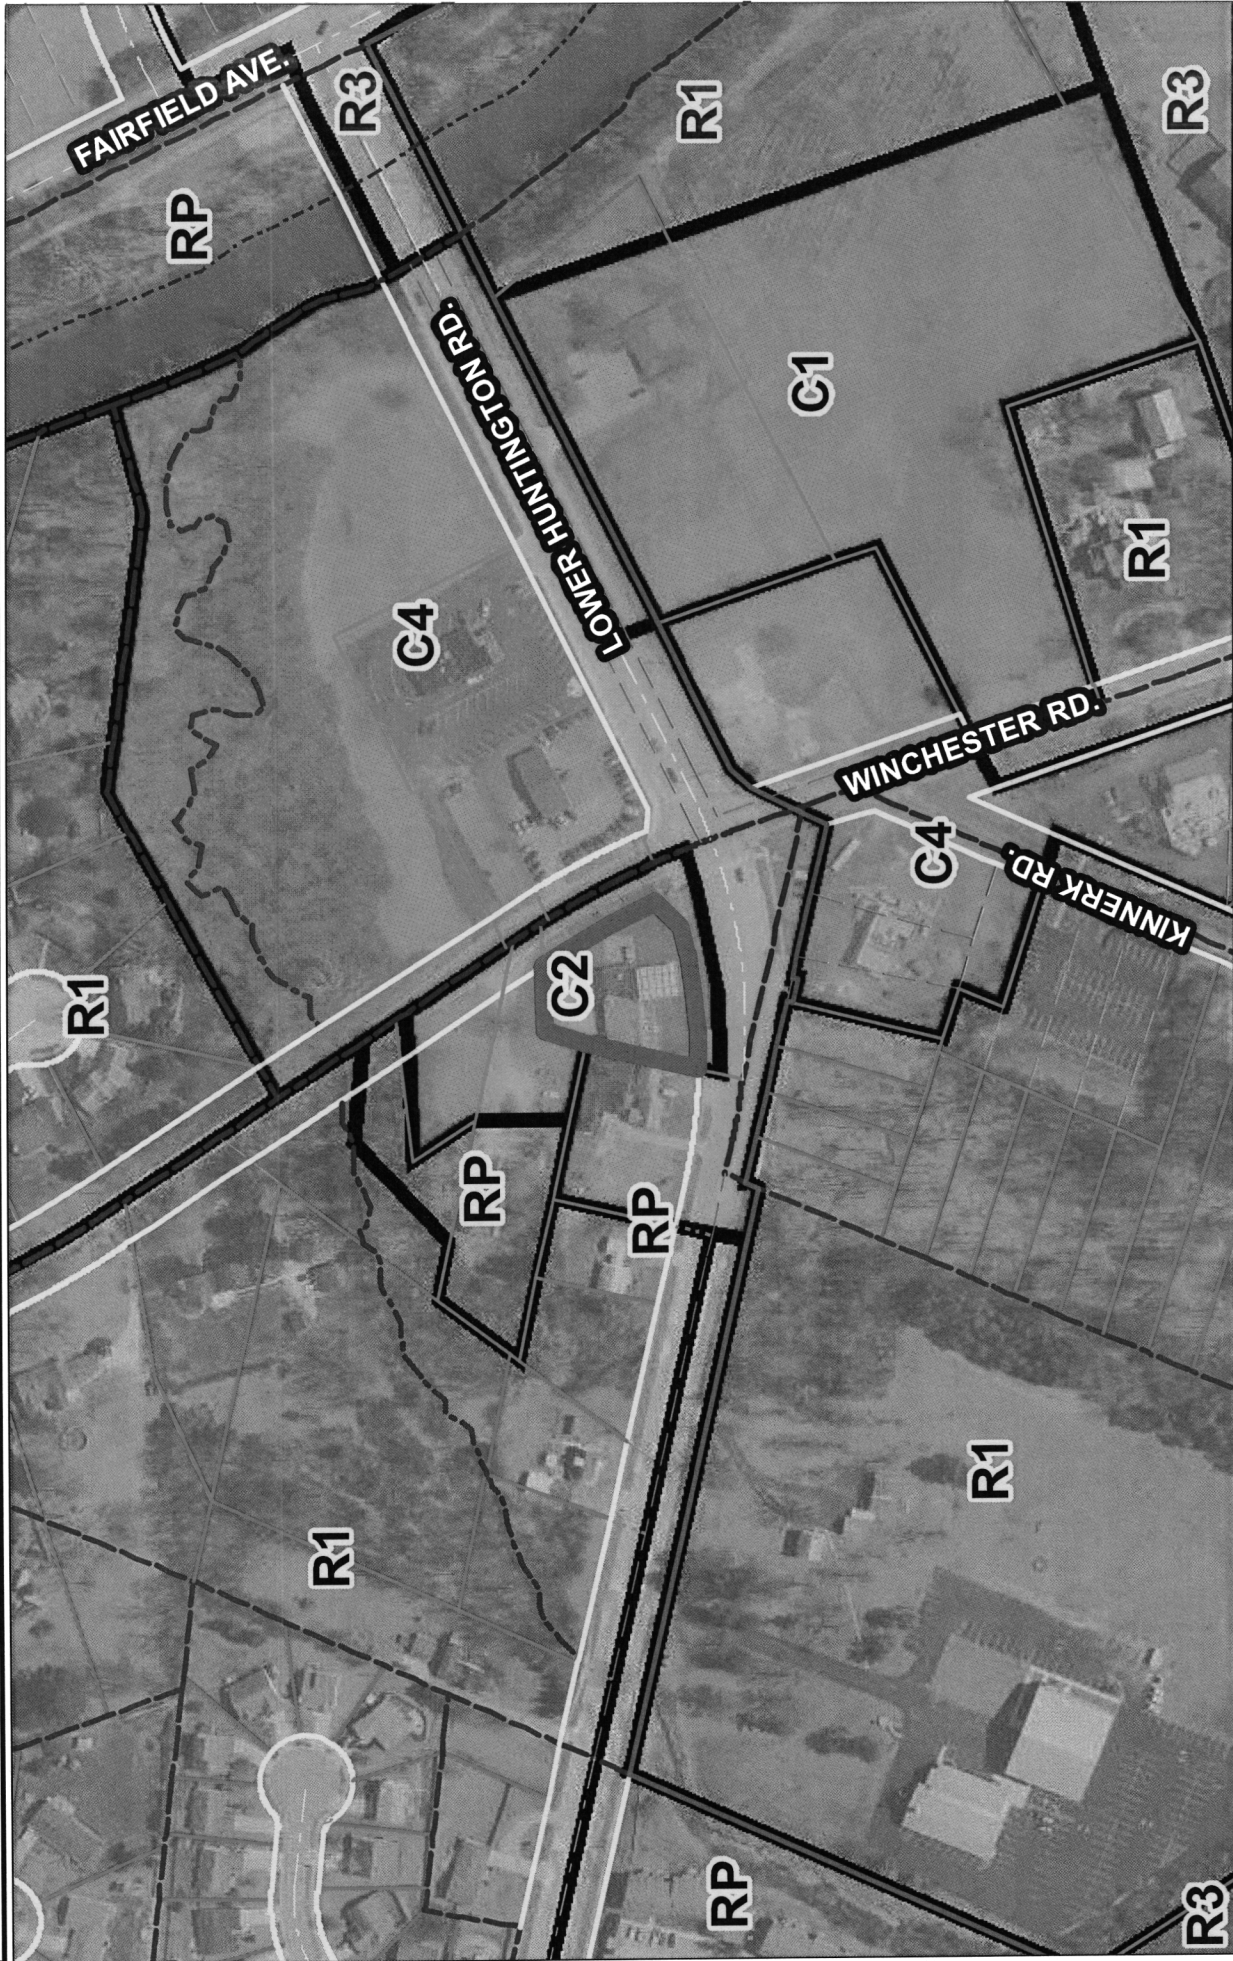 FAIRFIELD AVE.
R3
R1
R3
RP
LOWER HUNTINGTON RD.
C1
R1
C4
WINCHESTER RD.
C4
KINNERK RD.
R1
C2
RP
RP
R1
R1
RP
R3